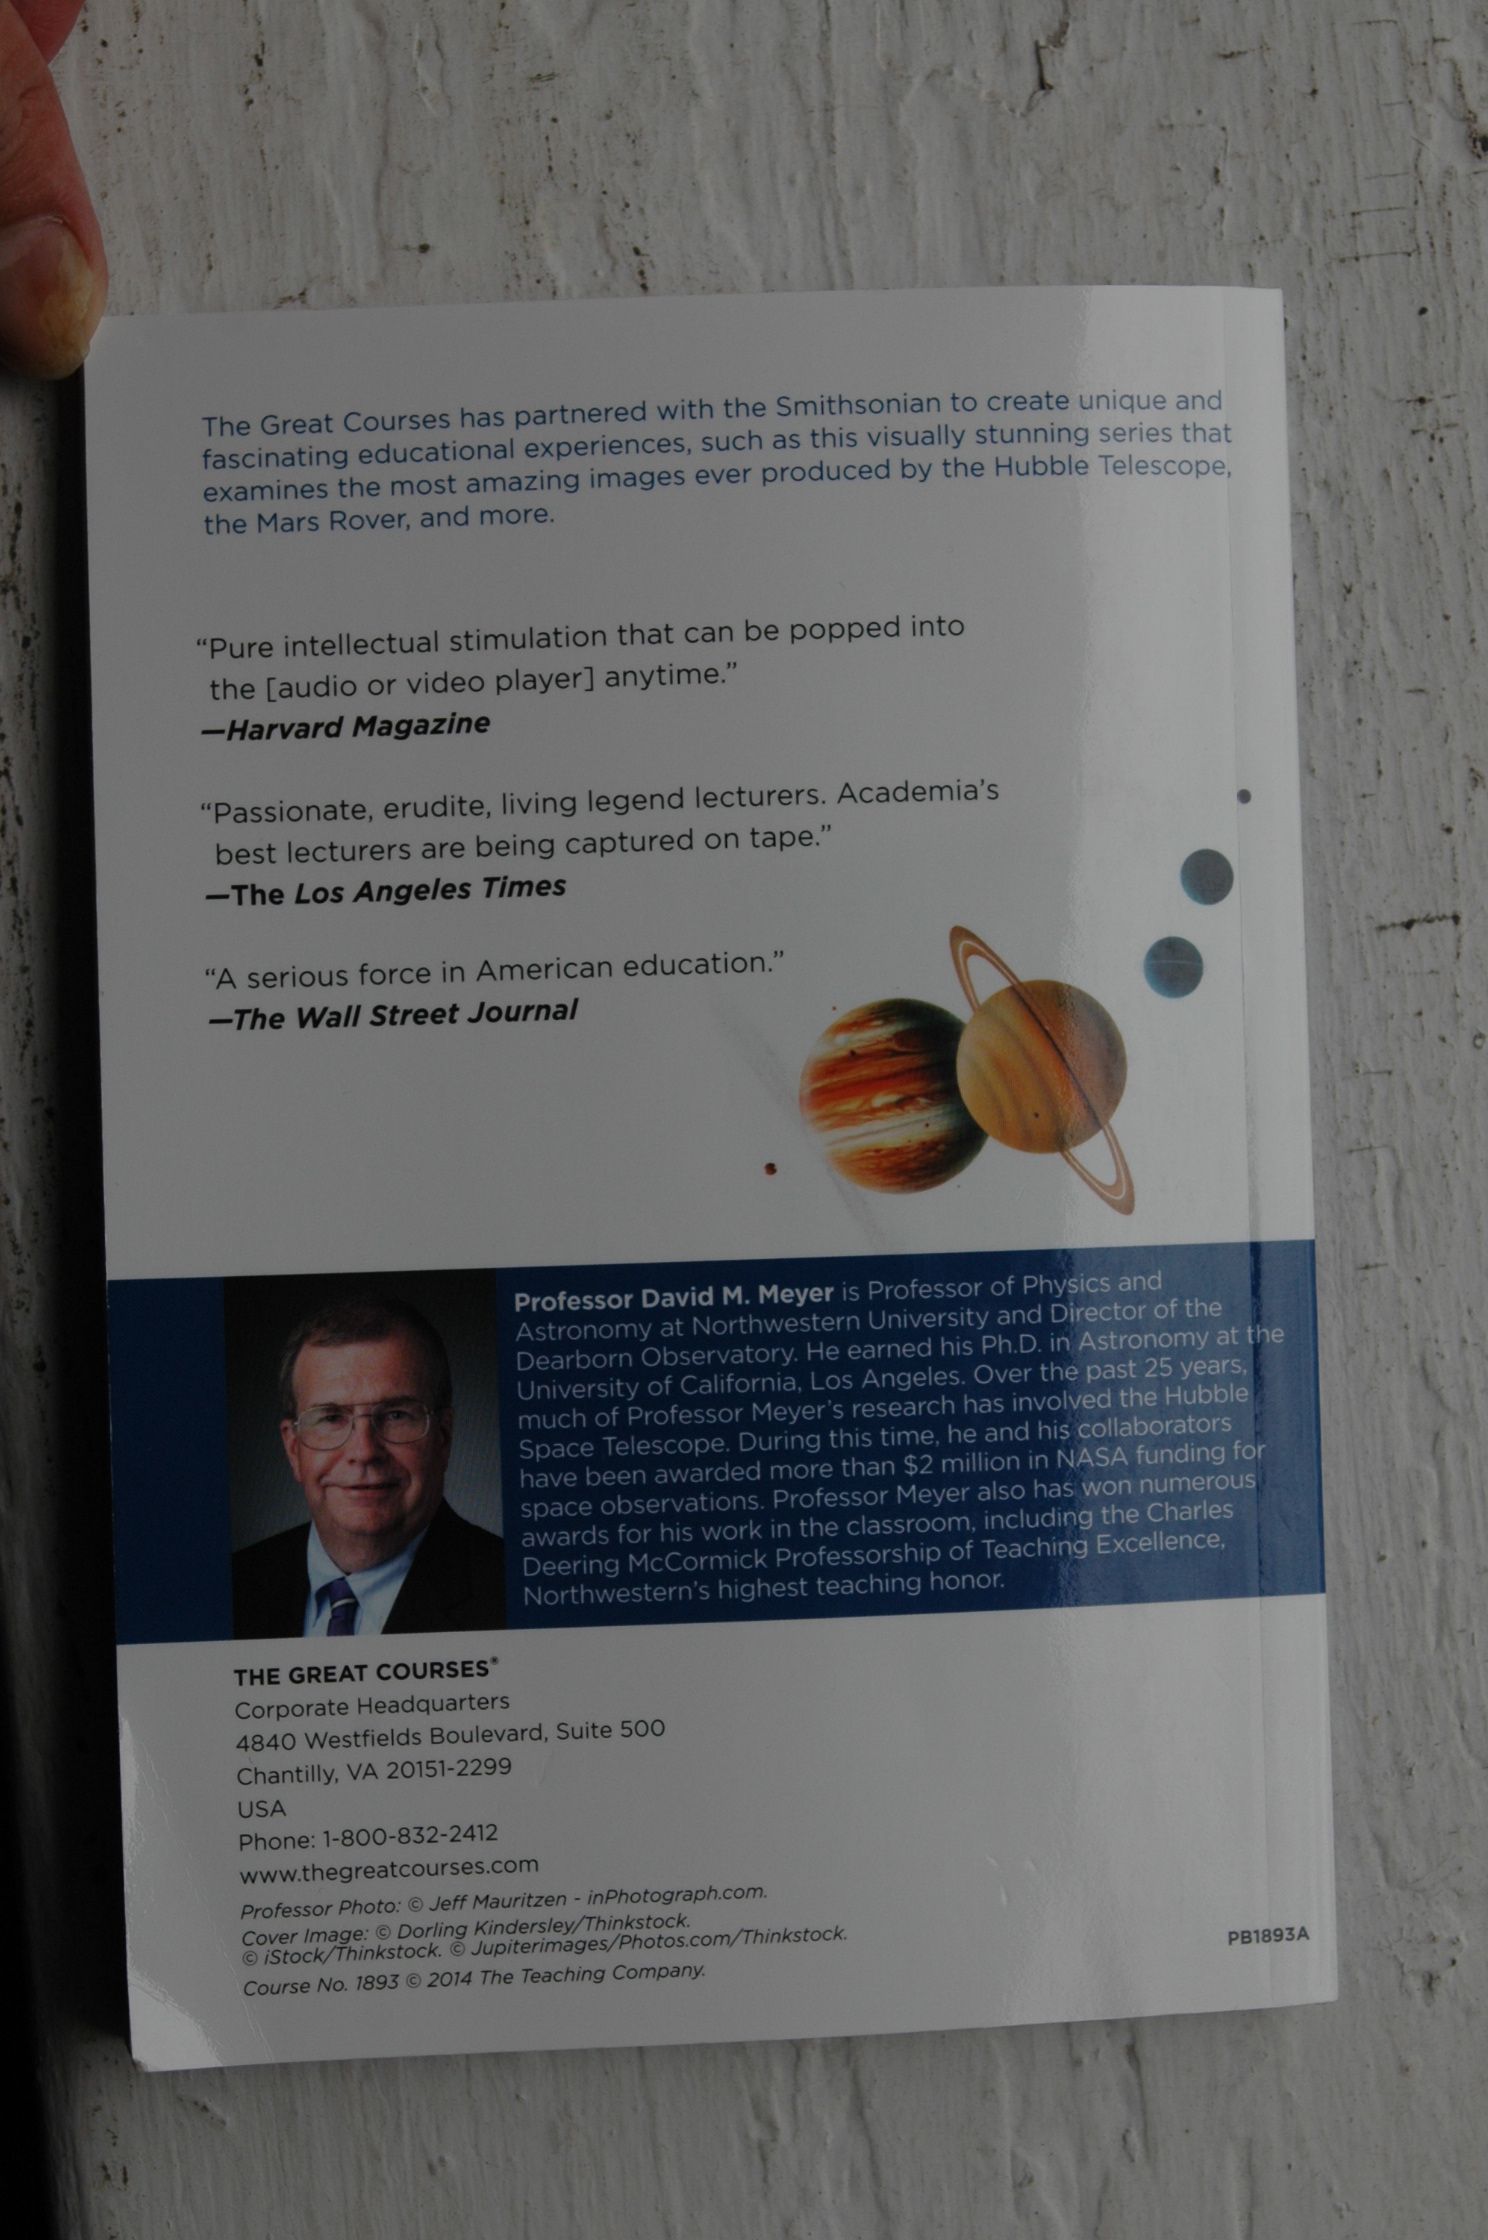 The Great Courses has partnered with the Smithsonian to create unique and
fascinating educational experiences, such as this visually stunning series that
examines the most amazing images ever produced by the Hubble Telescope,
the Mars Rover, and more.
“Pure intellectual stimulation that can be popped into
the [audio or video player] anytime.”
—Harvard Magazine
“Passionate, erudite, living legend lecturers. Academia’s
best lecturers are being captured on tape.”
—The Los Angeles Times
“A serious force in American education.”
—The Wall Street Journal
Professor David M. Meyer is Professor of Physics and
Astronomy at Northwestern University and Director of the
Dearborn Observatory. He earned his Ph.D. in Astronomy at the
University of California, Los Angeles. Over the past 25 years,
much of Professor Meyer’s research has involved the Hubble
Space Telescope. During this time, he and his collaborators
have been awarded more than $2 million in NASA funding for
space observations. Professor Meyer also has won numerous
awards for his work in the classroom, including the Charles
Deering McCormick Professorship of Teaching Excellence,
Northwestern’s highest teaching honor.
THE GREAT COURSES®
Corporate Headquarters
4840 Westfields Boulevard, Suite 500
Chantilly, VA 20151-2299
USA
Phone: 1-800-832-2412
www.thegreatcourses.com
Professor Photo: © Jeff Mauritzen - inPhotograph.com.
Cover Image: © Dorling Kindersley/Thinkstock.
© iStock/Thinkstock. © Jupiterimages/Photos.com/Thinkstock.
Course No. 1893 © 2014 The Teaching Company.
PB1893A